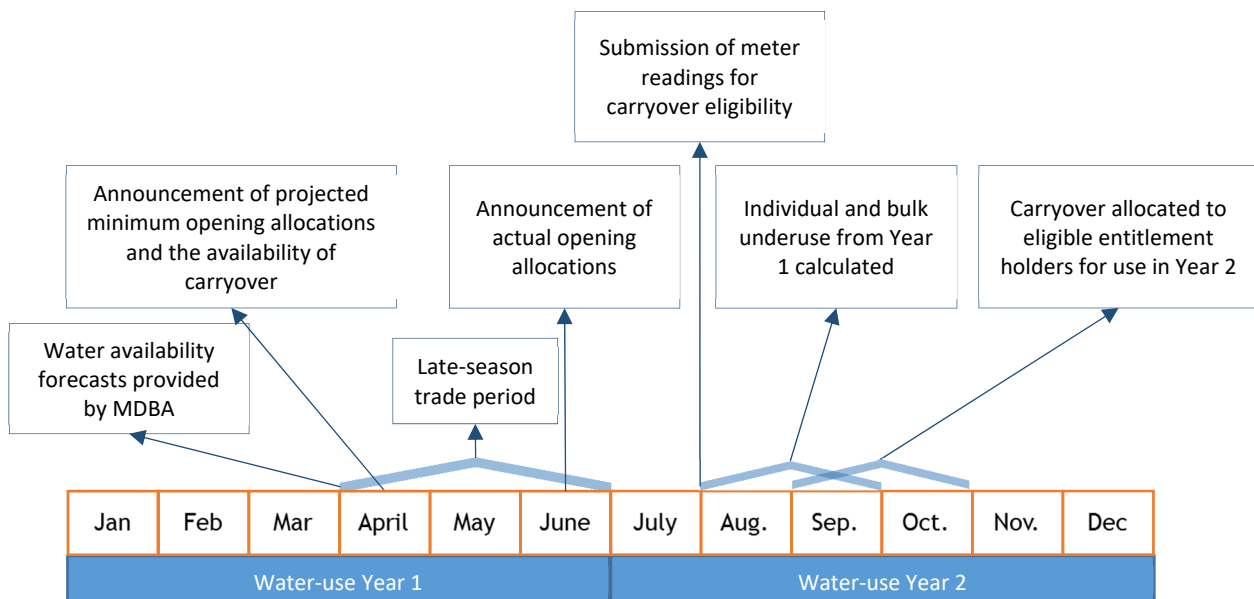 Submission of meter
readings for
carryover eligibility
Announcement of projected
minimum opening allocations
and the availability of
carryover
Announcement of
actual opening
allocations
Individual and bulk
underuse from Year
1 calculated
Carryover allocated to
eligible entitlement
holders for use in Year 2
Water availability
forecasts provided
by MDBA
Late-season
trade period
Jan Feb Mar April May June July Aug. Sep. Oct. Nov. Dec
Water-use Year 1 Water-use Year 2